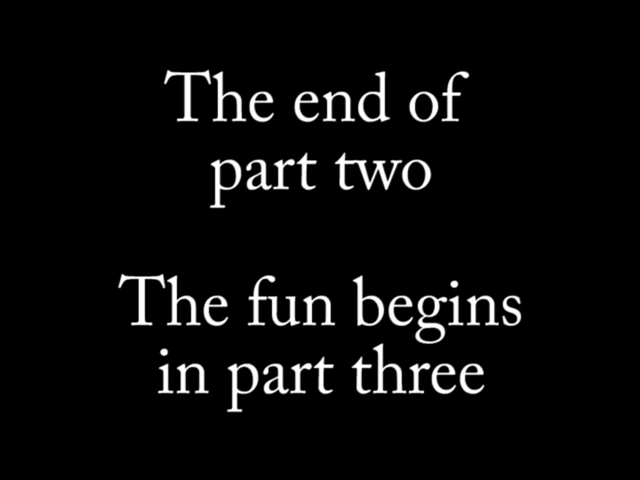 The end of
part two
The fun begins
in part three